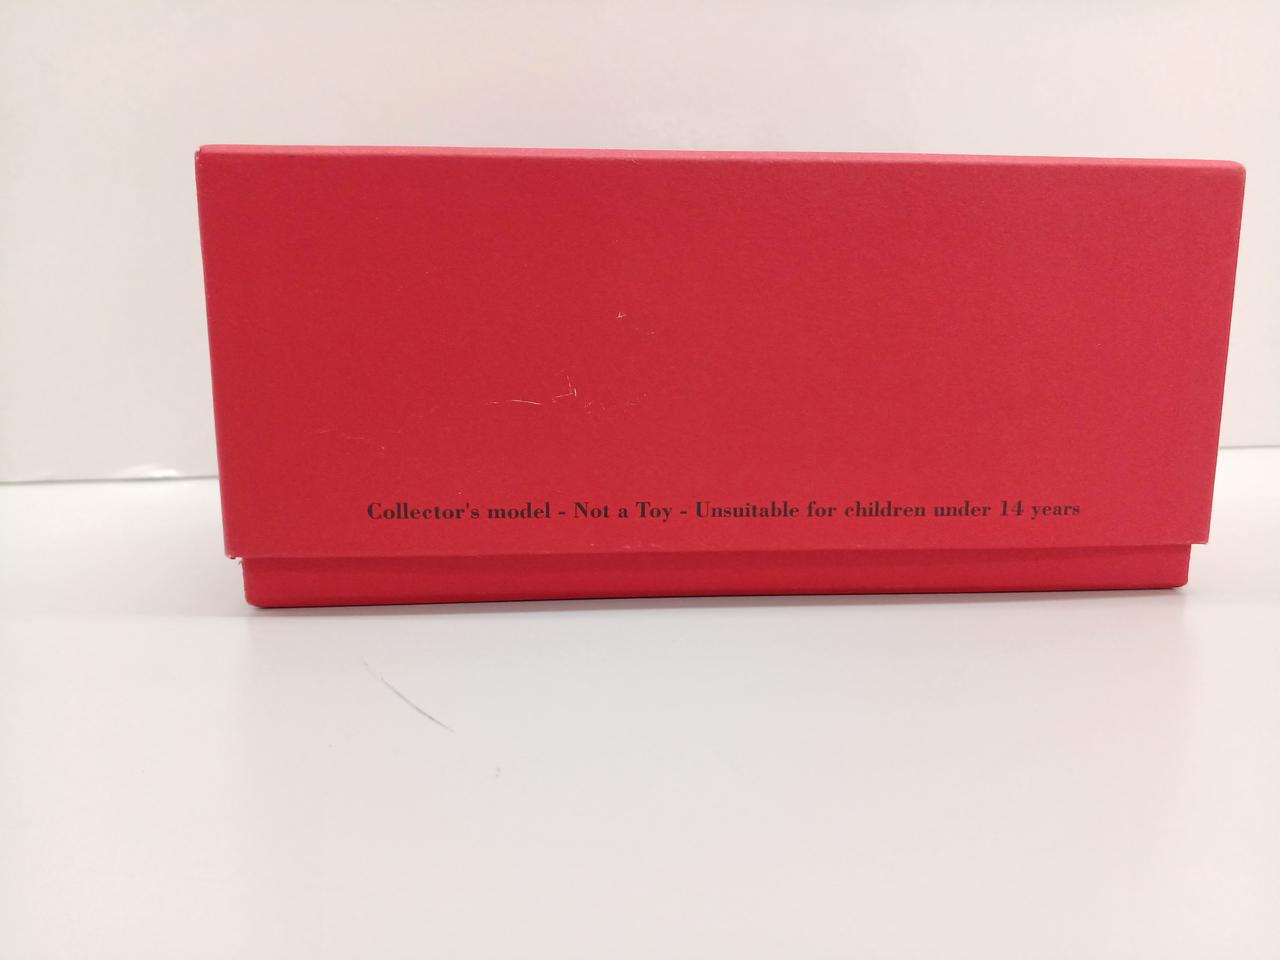 Collector's model - Not a Toy - Unsuitable for children under 14 years